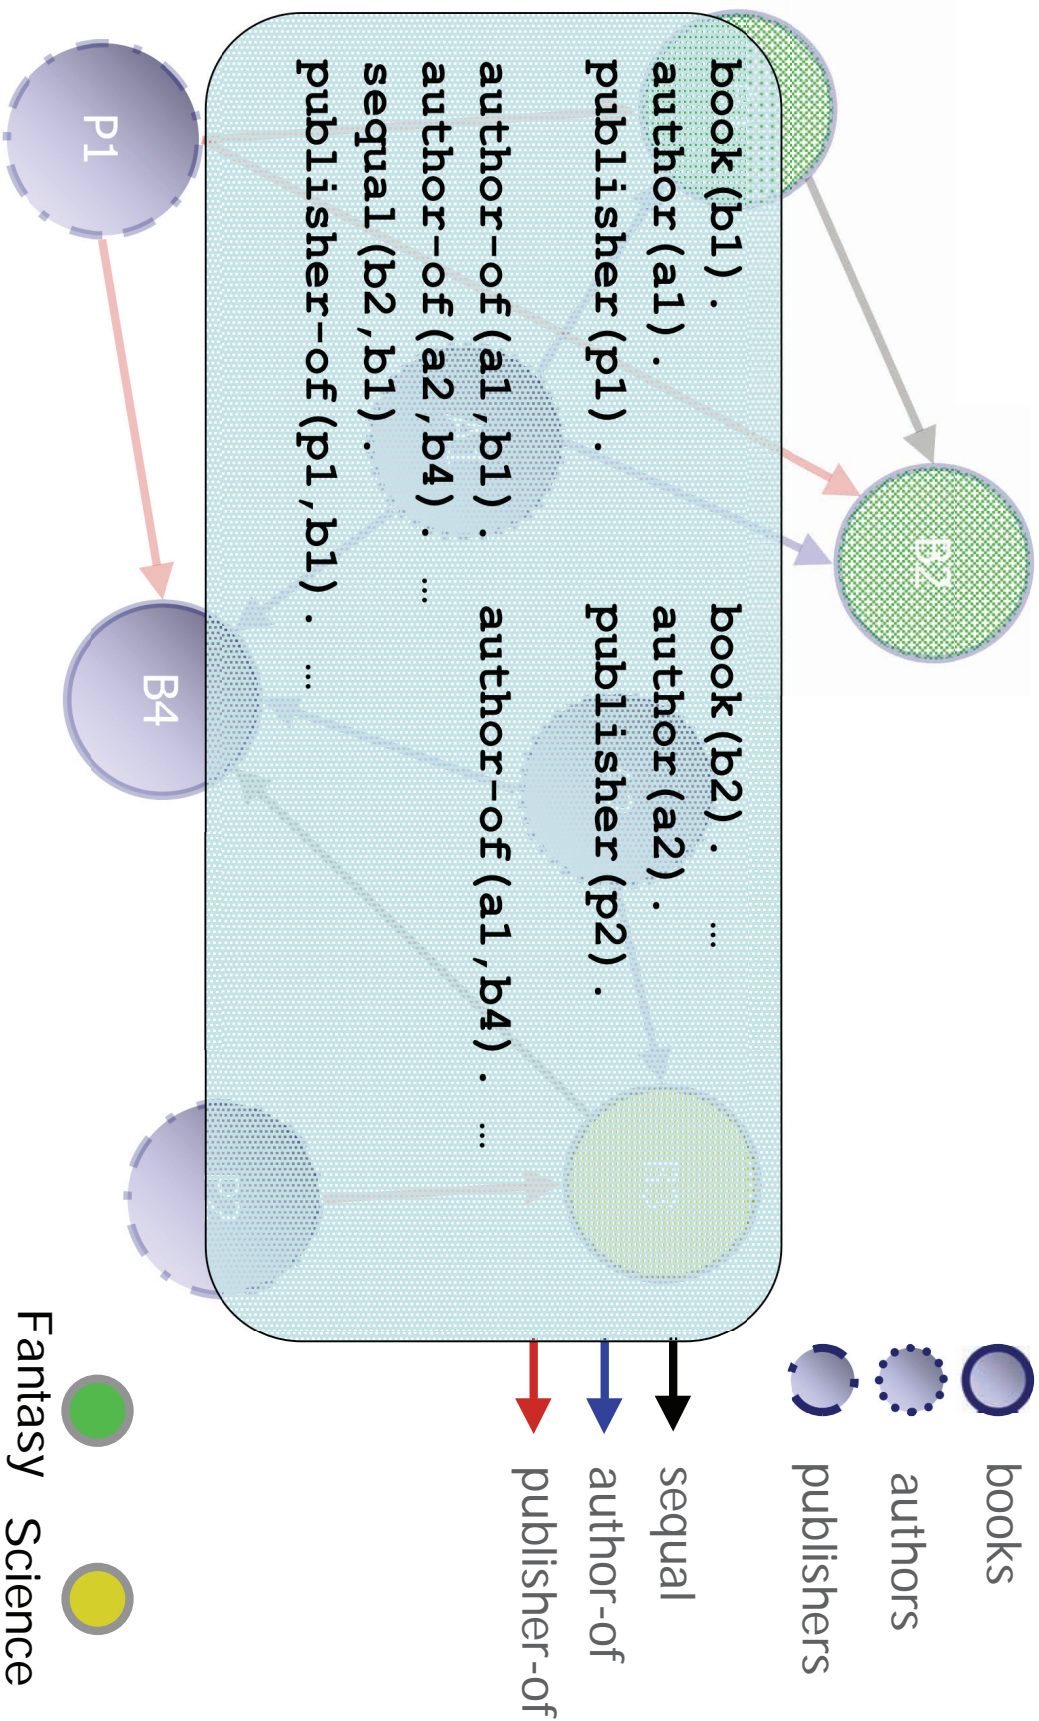 book(b1). book(b2). …
author(a1). author(a2).
publisher(p1). publisher(p2).
author-of(a1,b1). author-of(a1,b4). …
author-of(a2,b4). …
sequal(b2,b1).
publisher-of(p1,b1). …
B2
P1
B4
P2
books
authors
publishers
sequal
author-of
publisher-of
Fantasy
Science